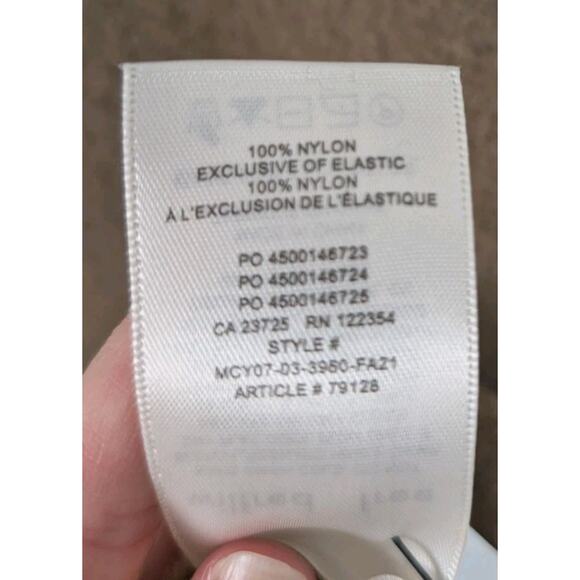 100% NYLON
EXCLUSIVE OF ELASTIC
100% NYLON
À L'EXCLUSION DE L'ÉLASTIQUE
PO 4500146723
PO 4500146724
PO 4500146725
CA 23725 RN 122354
STYLE #
MCY07-03-3960-FA21
ARTICLE # 79128